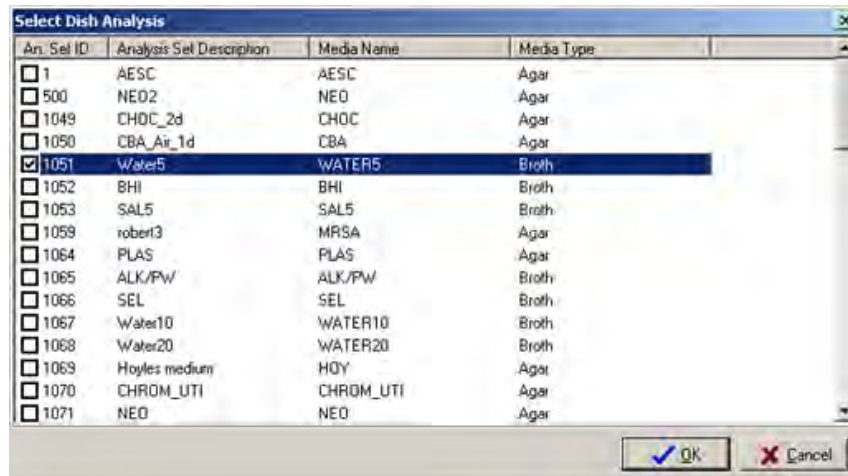 Select Dish Analysis
An. Set ID Analysis Set Description Media Name Media Type
1 AESC AESC Agar
500 NEO2 NEO Agar
1049 CHOC_2d CHOC Agar
1050 CBA_Air_1d CBA Agar
1051 Water5 WATER5 Broth
1052 BHI BHI Broth
1053 SAL5 SAL5 Broth
1059 robert3 MRSA Agar
1064 PLAS PLAS Agar
1065 ALK/PW ALK/PW Broth
1066 SEL SEL Broth
1067 Water10 WATER10 Broth
1068 Water20 WATER20 Broth
1069 Hoyles medium HOY Agar
1070 CHROM_UTI CHROM_UTI Agar
1071 NEO NEO Agar
OK Cancel